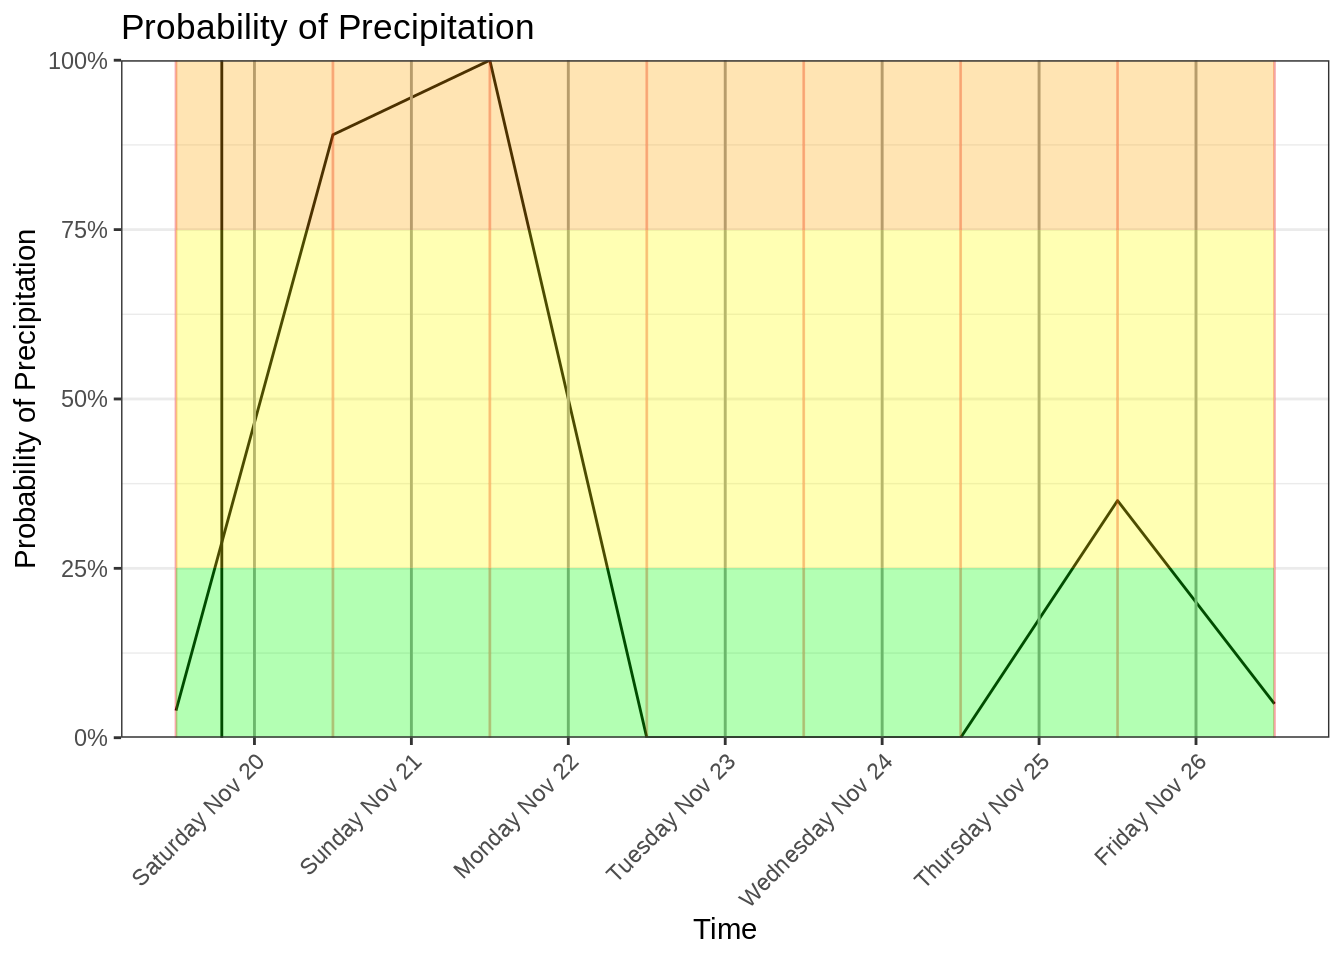 Probability of Precipitation
Probability of Precipitation
100%
75%
50%
25%
0%
Saturday Nov 20
Sunday Nov 21
Monday Nov 22
Tuesday Nov 23
Wednesday Nov 24
Thursday Nov 25
Friday Nov 26
Time